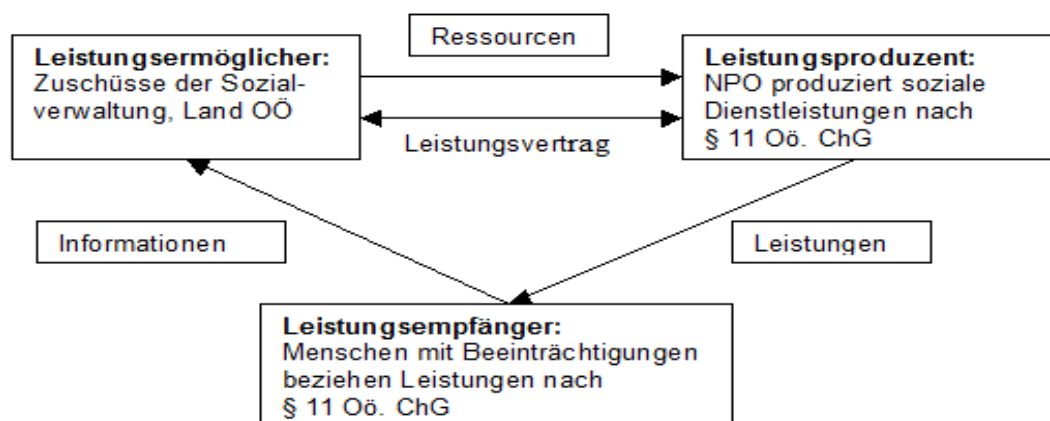 Ressourcen
Leistungsermöglicher:
Zuschüsse der Sozial-
verwaltung, Land OÖ
Leistungsproduzent:
NPO produziert soziale
Dienstleistungen nach
§ 11 Oö. ChG
Leistungsvertrag
Informationen
Leistungen
Leistungsempfänger:
Menschen mit Beeinträchtigungen
beziehen Leistungen nach
§ 11 Oö. ChG